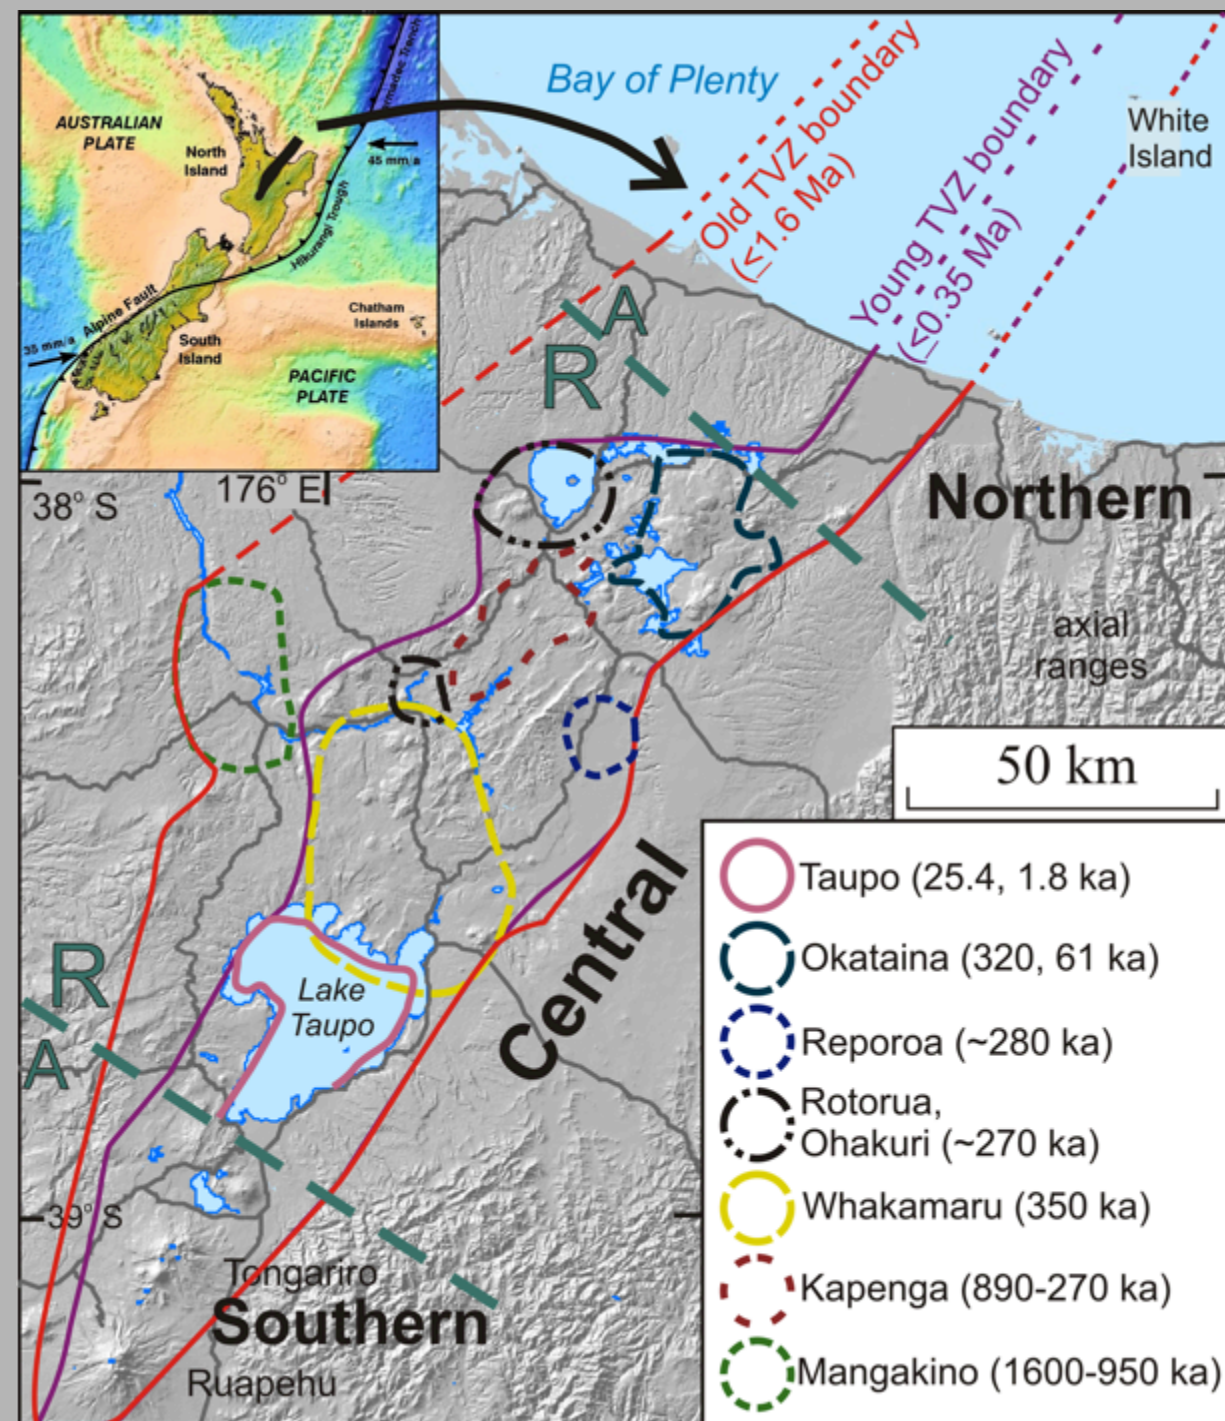 AUSTRALIAN
PLATE
North
Island
45 mm/a
Hikurangi Trough
Alpine Fault
35 mm/a
South
Island
Chatham
Islands
PACIFIC
PLATE
Bay of Plenty
Old TVZ boundary
(≤1.6 Ma)
Young TVZ boundary
(≤0.35 Ma)
White
Island
A
R
38° S
176° E
Northern
axial
ranges
50 km
Central
R
A
Lake
Taupo
39° S
Tongariro
Southern
Ruapehu
Taupo (25.4, 1.8 ka)
Okataina (320, 61 ka)
Reporoa (~280 ka)
Rotorua,
Ohakuri (~270 ka)
Whakamaru (350 ka)
Kapenga (890-270 ka)
Mangakino (1600-950 ka)